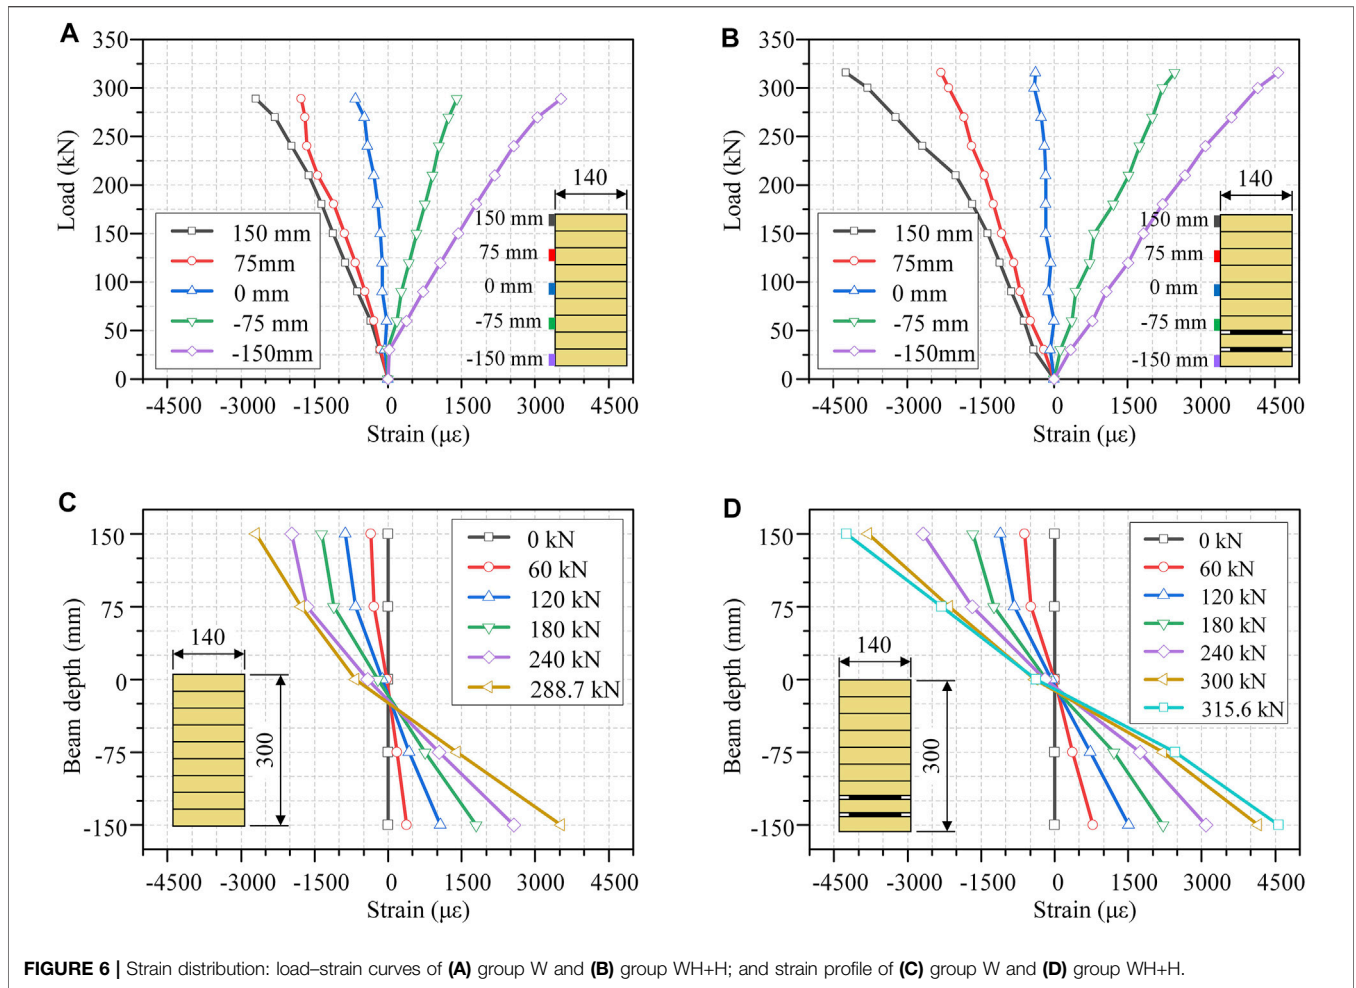 A
350
300
250
200
150
100
50
0
Load (kN)
150 mm
75mm
0 mm
-75 mm
-150mm
140
150 mm
75 mm
0 mm
-75 mm
-150 mm
-4500 -3000 -1500 0 1500 3000 4500
Strain (με)
B
350
300
250
200
150
100
50
0
Load (kN)
150 mm
75mm
0 mm
-75 mm
-150mm
140
150 mm
75 mm
0 mm
-75 mm
-150 mm
-4500 -3000 -1500 0 1500 3000 4500
Strain (με)
C
150
75
0
-75
-150
Beam depth (mm)
140
300
0 kN
60 kN
120 kN
180 kN
240 kN
288.7 kN
-4500 -3000 -1500 0 1500 3000 4500
Strain (με)
D
150
75
0
-75
-150
Beam depth (mm)
140
300
0 kN
60 kN
120 kN
180 kN
240 kN
300 kN
315.6 kN
-4500 -3000 -1500 0 1500 3000 4500
Strain (με)
FIGURE 6 | Strain distribution: load–strain curves of (A) group W and (B) group WH+H; and strain profile of (C) group W and (D) group WH+H.